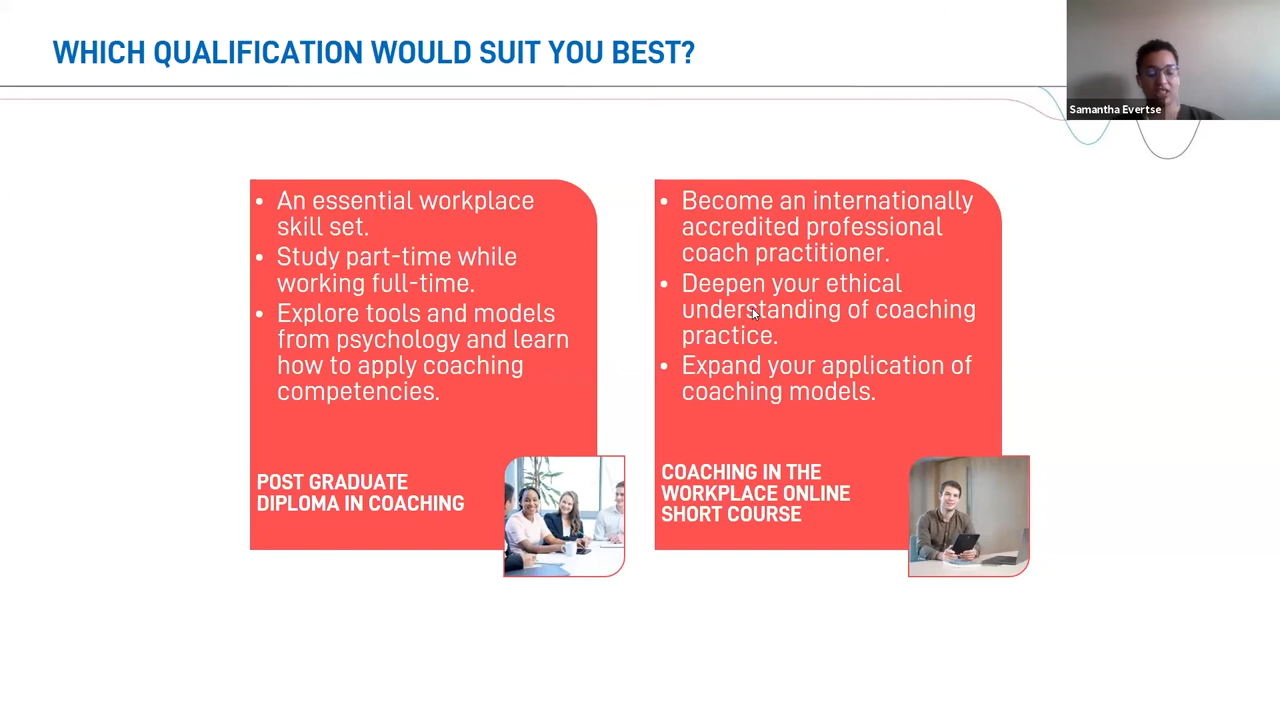 WHICH QUALIFICATION WOULD SUIT YOU BEST?
Samantha Evertse
• An essential workplace
skill set.
• Study part-time while
working full-time.
• Explore tools and models
from psychology and learn
how to apply coaching
competencies.
POST GRADUATE
DIPLOMA IN COACHING
• Become an internationally
accredited professional
coach practitioner.
• Deepen your ethical
understanding of coaching
practice.
• Expand your application of
coaching models.
COACHING IN THE
WORKPLACE ONLINE
SHORT COURSE